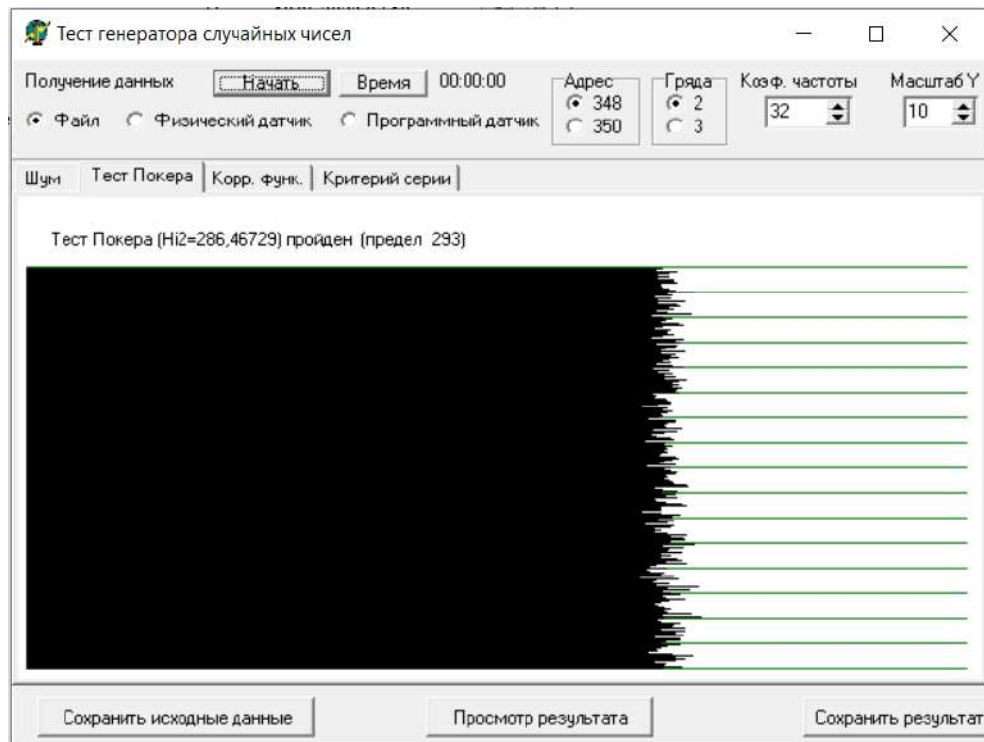 Тест генератора случайных чисел
Получение данных Начать Время 00:00:00
Файл Физический датчик Программный датчик
Адрес
348
350
Гряда
2
3
Коэф. частоты
32
Масштаб Y
10
Шум Тест Покера Корр. функ. Критерий серии
Тест Покера (Hi2=286,46729) пройден (предел 293)
Сохранить исходные данные Просмотр результата Сохранить результат